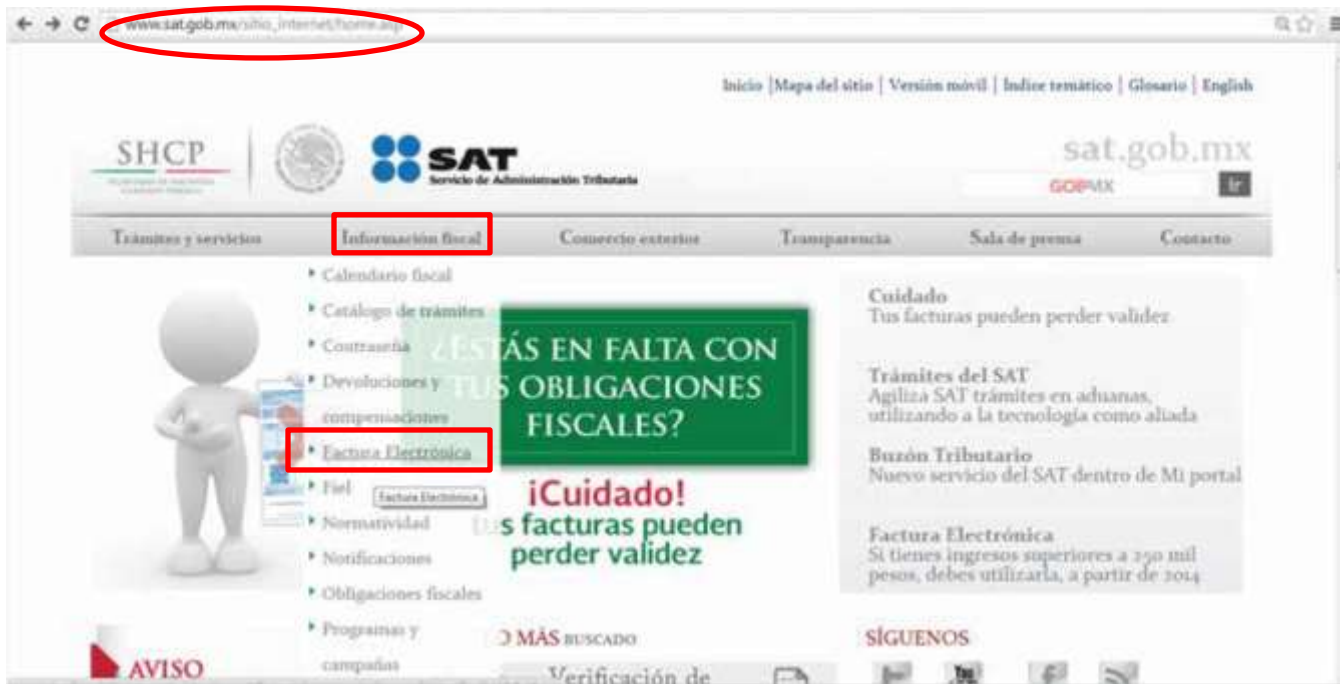 www.sat.gob.mx/sitio_internet/home.asp
Inicio |Mapa del sitio | Versión móvil | Índice temático | Glosario | English
SHCP
SAT
Servicio de Administración Tributaria
sat.gob.mx
GOBMX
Ir
Trámites y servicios
Información fiscal
Comercio exterior
Transparencia
Sala de prensa
Contacto
Calendario fiscal
Catálogo de trámites
Contraseña
Devoluciones y
compensaciones
Factura Electrónica
Fiel
Factura Electrónica
Normatividad
Notificaciones
Obligaciones fiscales
Programas y
campañas
¿ESTÁS EN FALTA CON
TUS OBLIGACIONES
FISCALES?
¡Cuidado!
tus facturas pueden
perder validez
Cuidado
Tus facturas pueden perder validez
Trámites del SAT
Agiliza SAT trámites en aduanas,
utilizando a la tecnología como aliada
Buzón Tributario
Nuevo servicio del SAT dentro de Mi portal
Factura Electrónica
Si tienes ingresos superiores a 250 mil
pesos, debes utilizarla, a partir de 2014
AVISO
O MÁS BUSCADO
Verificación de
SÍGUENOS